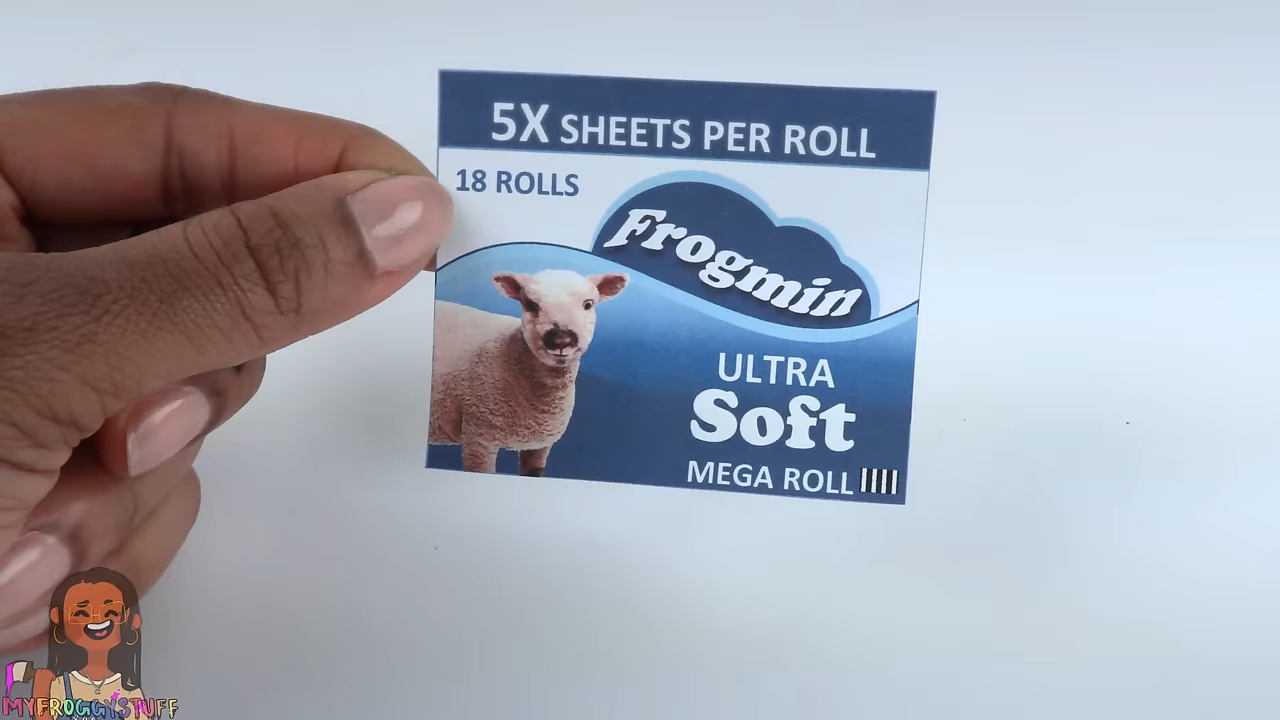 5X SHEETS PER ROLL
18 ROLLS
Frogmin
ULTRA
Soft
MEGA ROLL
MYFROGGYSTUFF